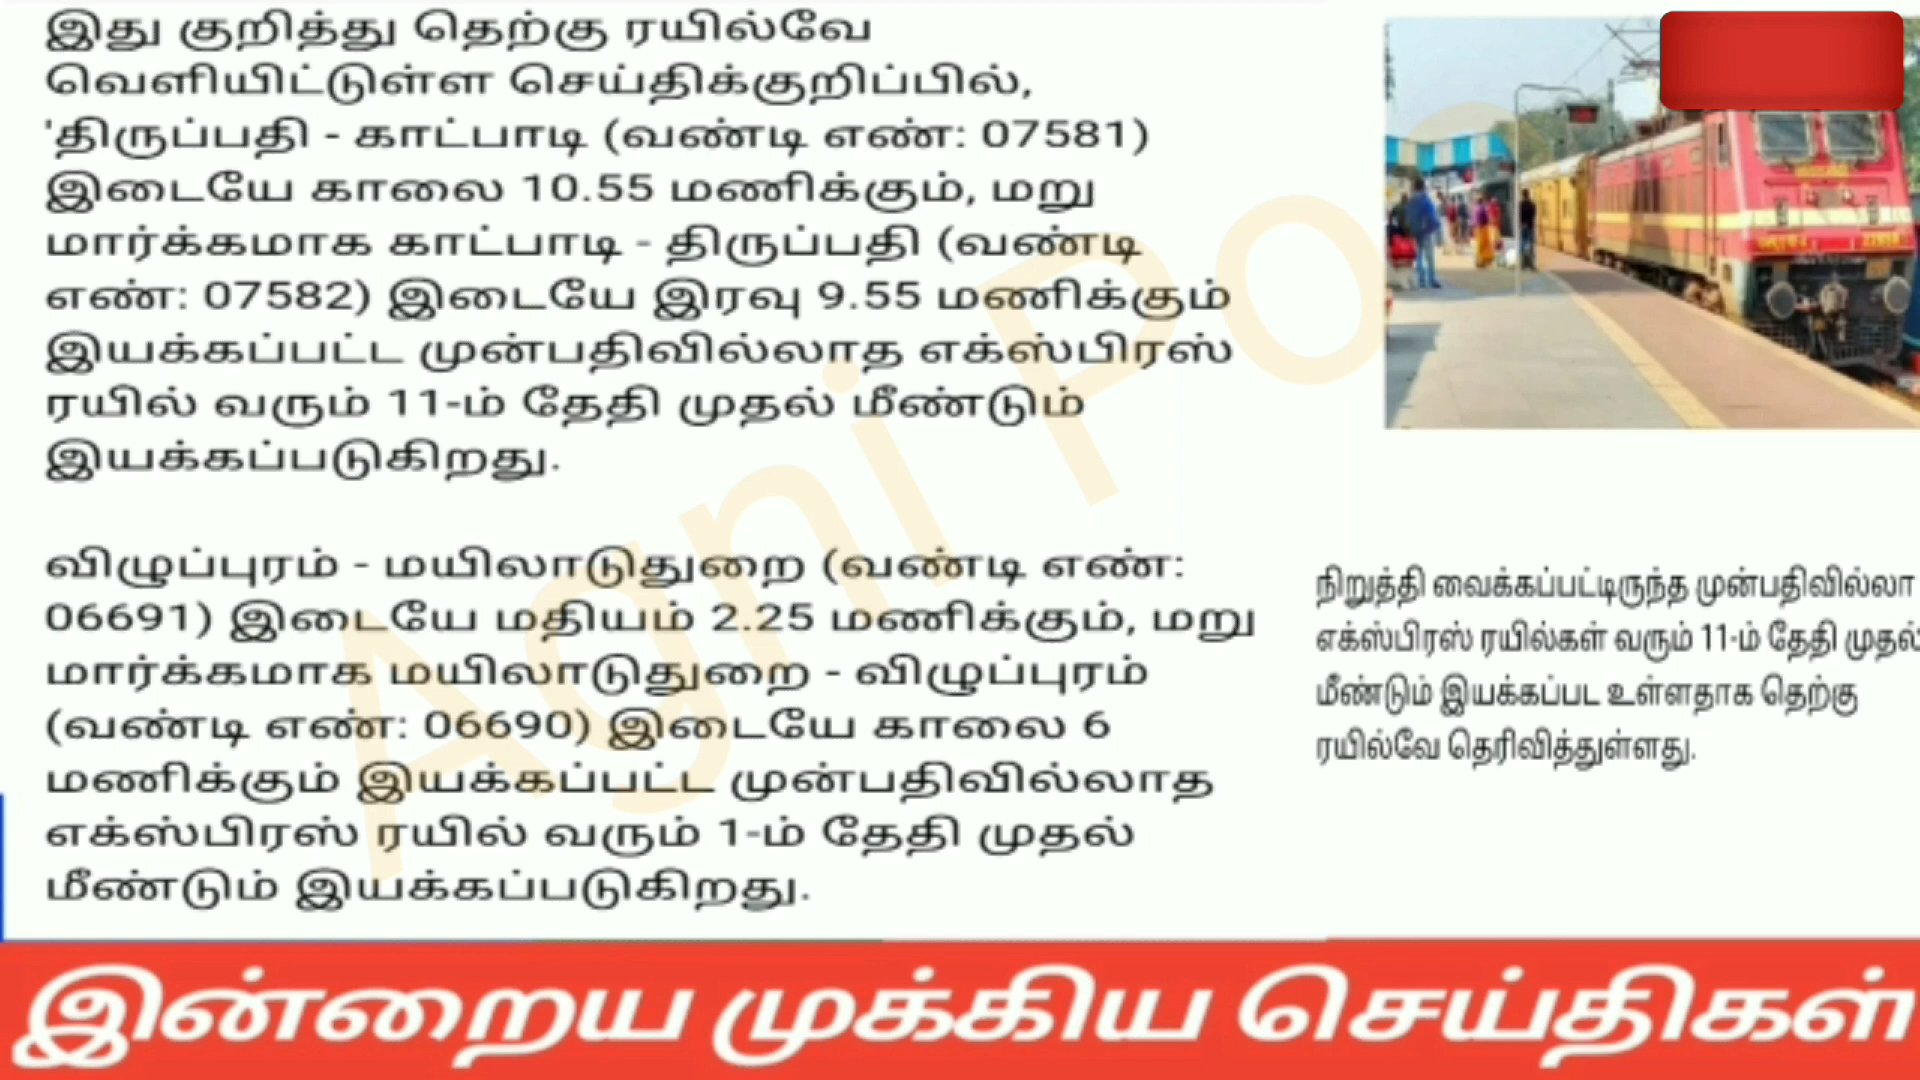 இது குறித்து தெற்கு ரயில்வே
வெளியிட்டுள்ள செய்திக்குறிப்பில்,
'திருப்பதி - காட்பாடி (வண்டி எண்: 07581)
இடையே காலை 10.55 மணிக்கும், மறு
மார்க்கமாக காட்பாடி - திருப்பதி (வண்டி
எண்: 07582) இடையே இரவு 9.55 மணிக்கும்
இயக்கப்பட்ட முன்பதிவில்லாத எக்ஸ்பிரஸ்
ரயில் வரும் 11-ம் தேதி முதல் மீண்டும்
இயக்கப்படுகிறது.
விழுப்புரம் - மயிலாடுதுறை (வண்டி எண்:
06691) இடையே மதியம் 2.25 மணிக்கும், மறு
மார்க்கமாக மயிலாடுதுறை - விழுப்புரம்
(வண்டி எண்: 06690) இடையே காலை 6
மணிக்கும் இயக்கப்பட்ட முன்பதிவில்லாத
எக்ஸ்பிரஸ் ரயில் வரும் 1-ம் தேதி முதல்
மீண்டும் இயக்கப்படுகிறது.
நிறுத்தி வைக்கப்பட்டிருந்த முன்பதிவில்லா
எக்ஸ்பிரஸ் ரயில்கள் வரும் 11-ம் தேதி முதல்
மீண்டும் இயக்கப்பட உள்ளதாக தெற்கு
ரயில்வே தெரிவித்துள்ளது.
Agni Po
இன்றைய முக்கிய செய்திகள்